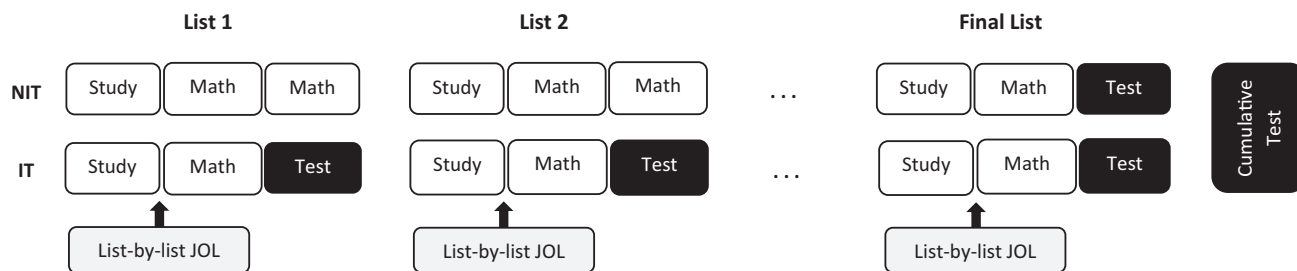 List 1 List 2 Final List
NIT Study Math Math Study Math Math ... Study Math Test
IT Study Math Test Study Math Test ... Study Math Test
Cumulative
Test
List-by-list JOL List-by-list JOL List-by-list JOL